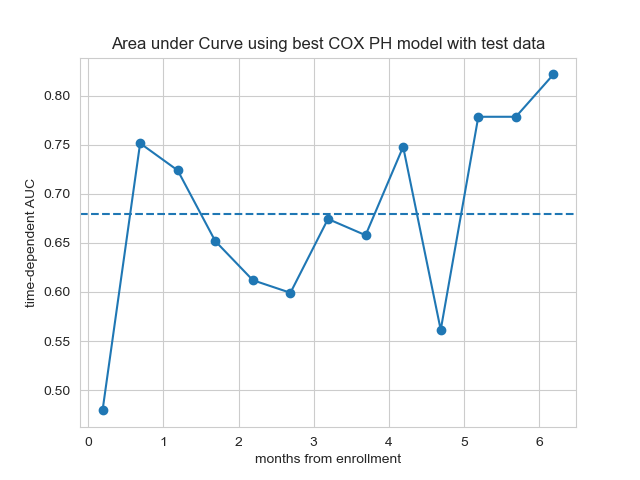 Area under Curve using best COX PH model with test data
time-dependent AUC
0.80
0.75
0.70
0.65
0.60
0.55
0.50
0 1 2 3 4 5 6
months from enrollment